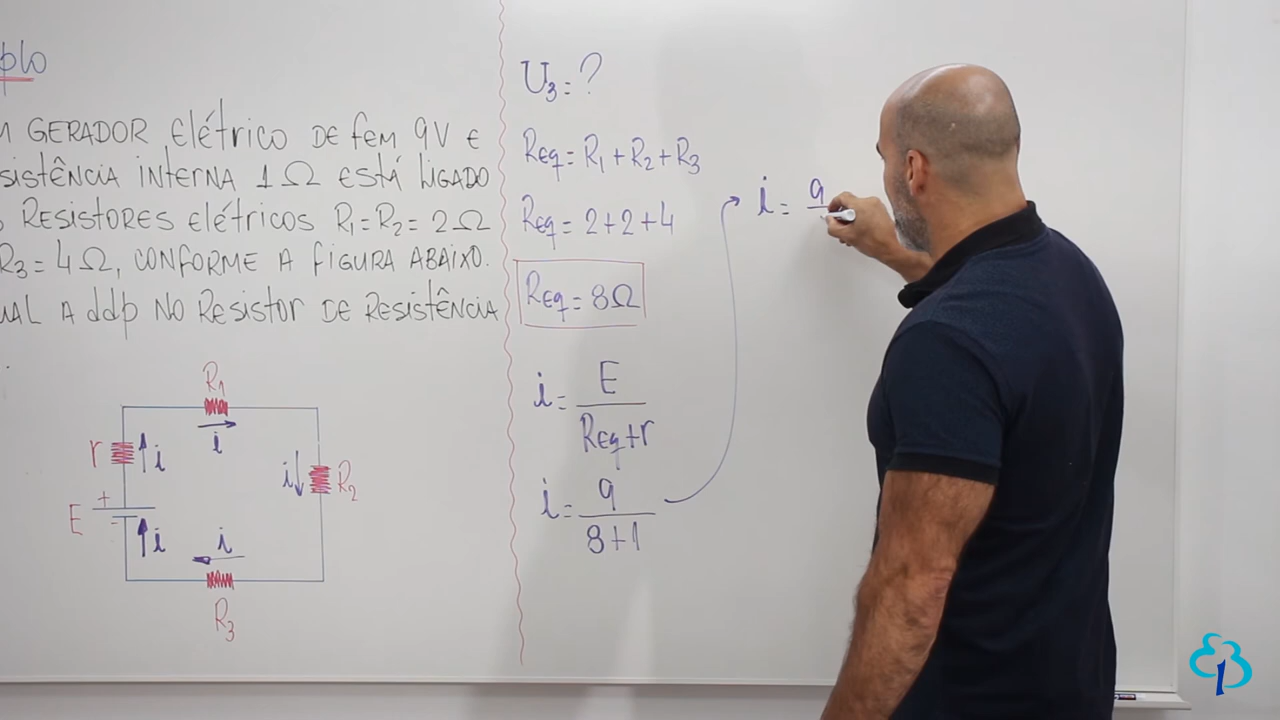 plo
M GERADOR Elétrico DE fem 9V E
sistência interna 1Ω Está ligado
s Resistores elétricos R₁=R₂=2Ω
R₃=4Ω, CONFORME A FIGURA ABAIXO.
UAL A ddp NO Resistor DE Resistência
R₁
i
r
i
i
R₂
+
E
-
i
i
R₃
U₃=?
Req=R₁+R₂+R₃
Req=2+2+4
Req=8Ω
i=E/Req+r
i=9/8+1
i=9